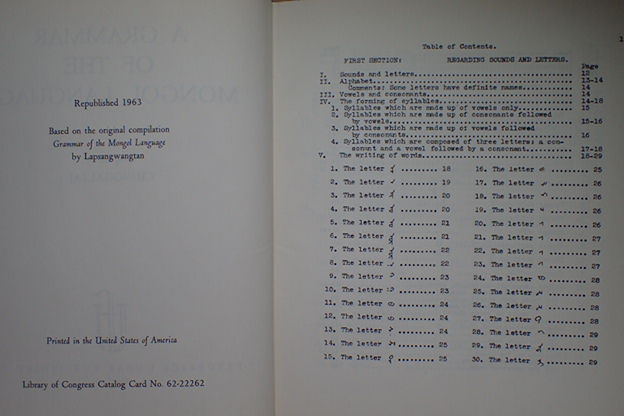 Republished 1963
Based on the original compilation
Grammar of the Mongol Language
by Lapsangwangtan
Printed in the United States of America
Library of Congress Catalog Card No. 62-22262
1
Table of Contents.
FIRST SECTION: REGARDING SOUNDS AND LETTERS.
Page
I. Sounds and letters 12
II. Alphabet 13-14
Comments: Some letters have definite names 14
III. Vowels and consonants 14
IV. The forming of syllables 14-18
1. Syllables which are made up of vowels only 15
2. Syllables which are made up of consonants followed
by vowels 15-16
3. Syllables which are made up of vowels followed
by consonants 16
4. Syllables which are composed of three letters: a con-
sonant and a vowel followed by a consonant 17-18
V. The writing of words 18-29
1. The letter 18
2. The letter 19
3. The letter 20
4. The letter 20
5. The letter 21
6. The letter 21
7. The letter 22
8. The letter 22
9. The letter 23
10. The letter 23
11. The letter 24
12. The letter 24
13. The letter 24
14. The letter 25
15. The letter 25
16. The letter 25
17. The letter 26
18. The letter 26
19. The letter 26
20. The letter 26
21. The letter 27
22. The letter 27
23. The letter 27
24. The letter 28
25. The letter 28
26. The letter 28
27. The letter 28
28. The letter 29
29. The letter 29
30. The letter 29